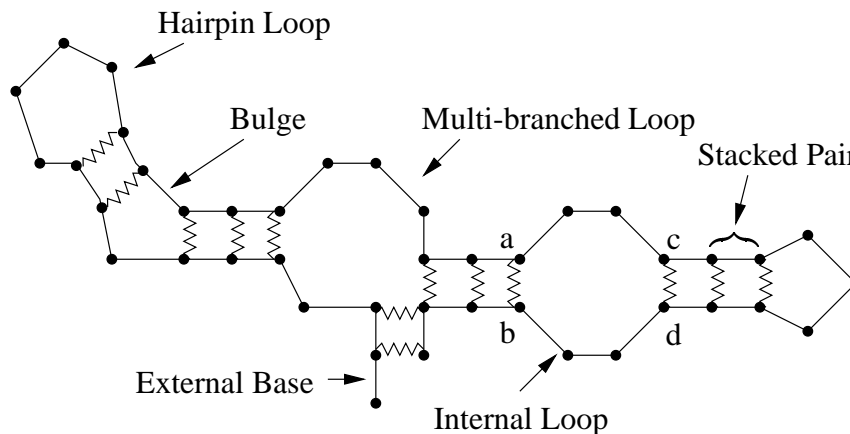 Hairpin Loop
Bulge
Multi-branched Loop
Stacked Pair
a
c
b
d
External Base
Internal Loop